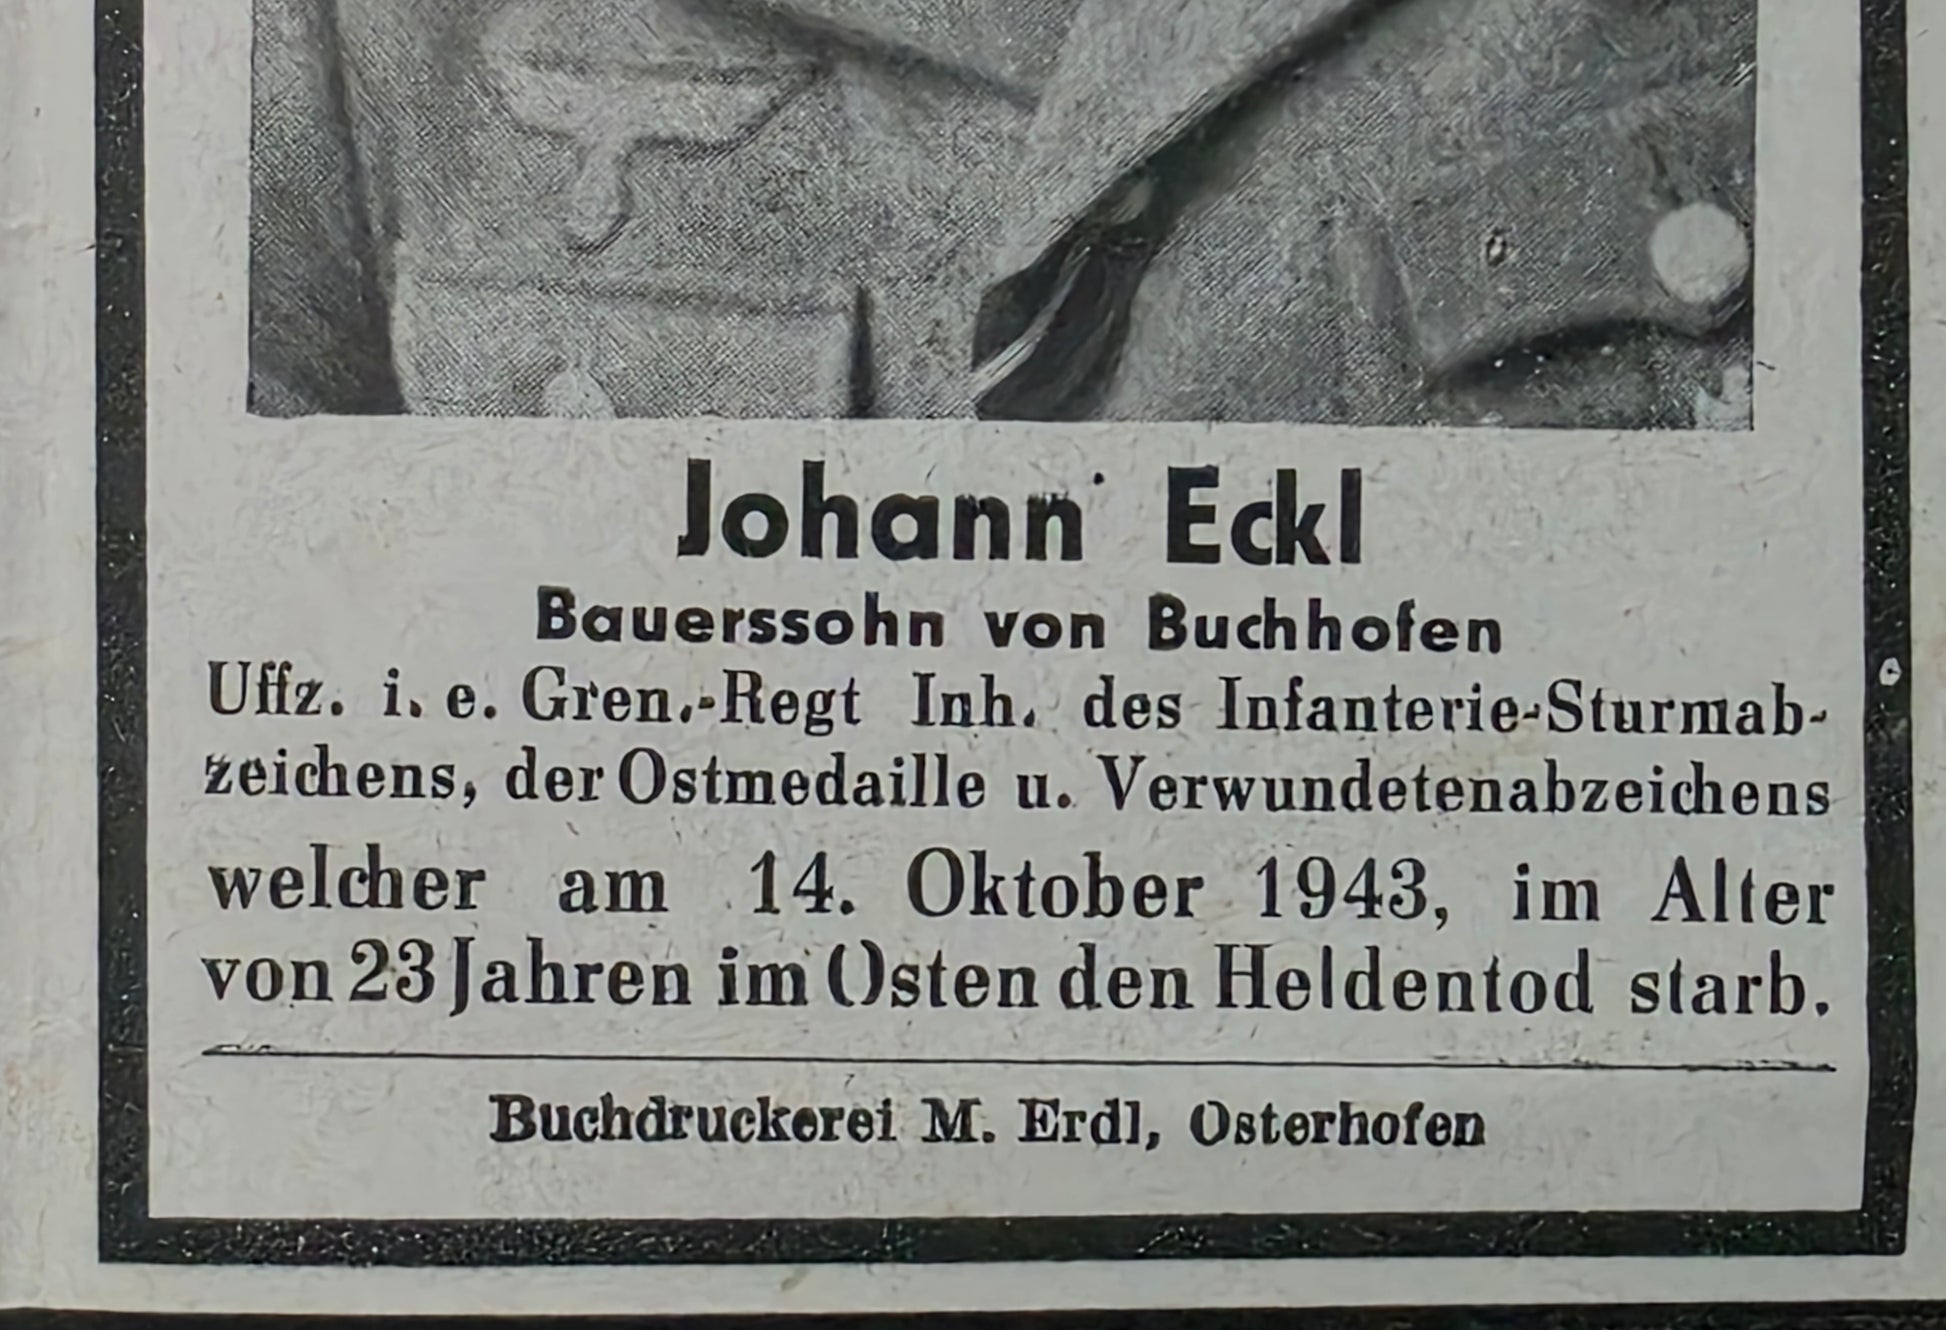 Johann Eckl
Bauerssohn von Buchhofen
Uffz. i. e. Gren.-Regt Inh. des Infanterie-Sturmab-
zeichens, der Ostmedaille u. Verwundetenabzeichens
welcher am 14. Oktober 1943, im Alter
von 23 Jahren im Osten den Heldentod starb.
Buchdruckerei M. Erdl, Osterhofen